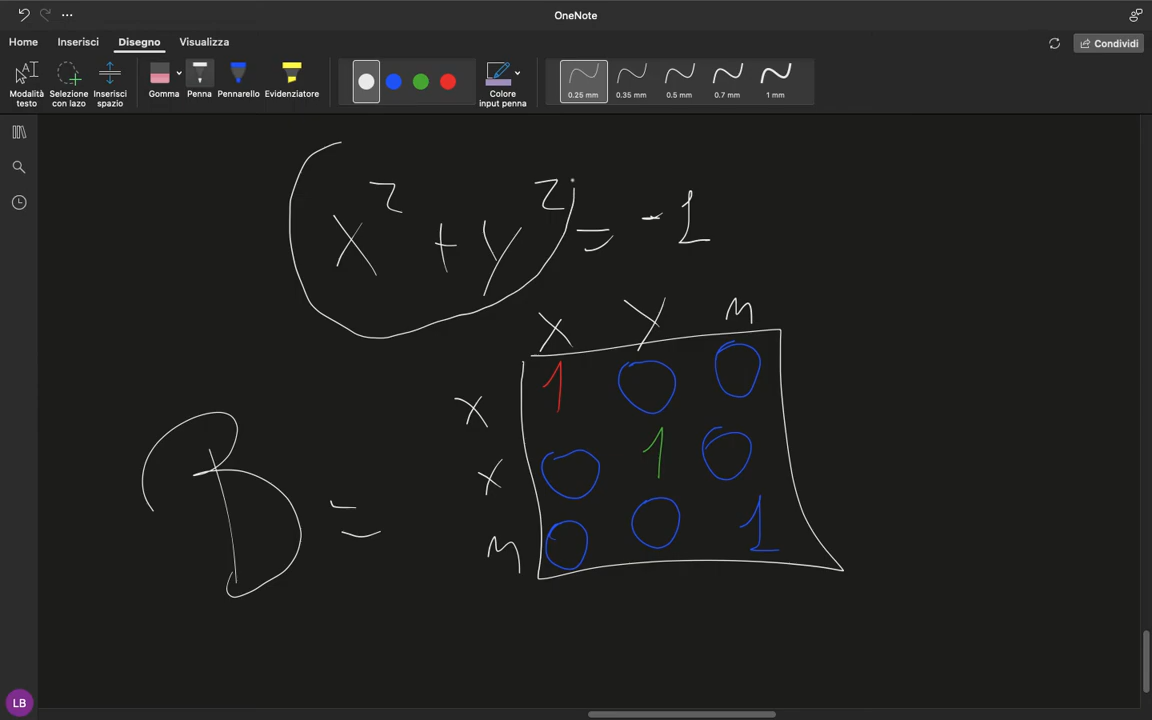 OneNote
Home Inserisci Disegno Visualizza
Condividi
Modalità testo
Selezione con lazo
Inserisci spazio
Gomma
Penna
Pennarello
Evidenziatore
Colore input penna
0.25 mm
0.35 mm
0.5 mm
0.7 mm
1 mm
x² + y² = -1
X Y m
x 1 0 0
B = x 0 1 0
m 0 0 1
LB